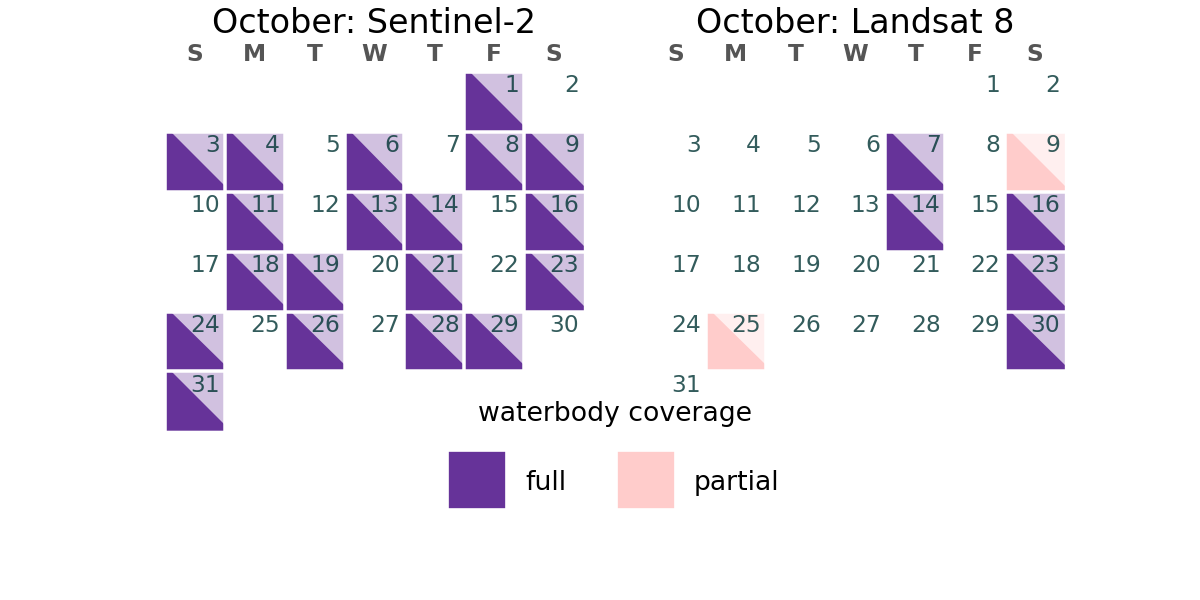 October: Sentinel-2
S M T W T F S
1 2
3 4 5 6 7 8 9
10 11 12 13 14 15 16
17 18 19 20 21 22 23
24 25 26 27 28 29 30
31
October: Landsat 8
S M T W T F S
1 2
3 4 5 6 7 8 9
10 11 12 13 14 15 16
17 18 19 20 21 22 23
24 25 26 27 28 29 30
31
waterbody coverage
full partial